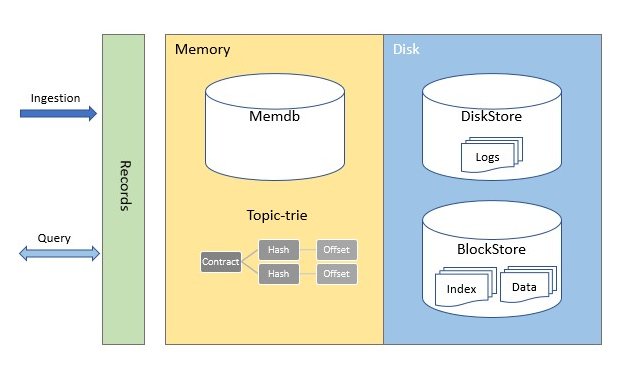 Ingestion
Query
Records
Memory
Memdb
Topic-trie
Contract
Hash
Offset
Hash
Offset
Disk
DiskStore
Logs
BlockStore
Index
Data